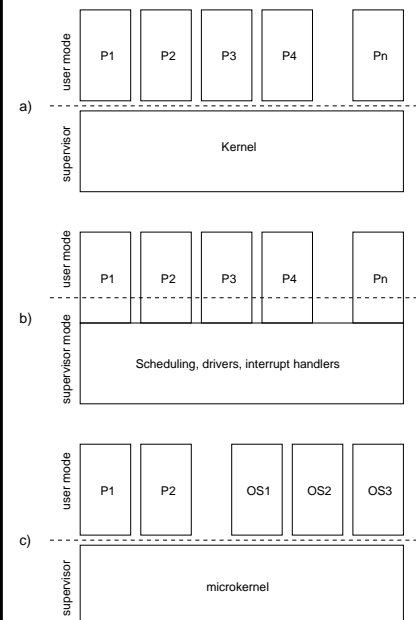 user mode
P1 P2 P3 P4 Pn
a)
supervisor
Kernel
user mode
P1 P2 P3 P4 Pn
b)
supervisor mode
Scheduling, drivers, interrupt handlers
user mode
P1 P2 OS1 OS2 OS3
c)
supervisor
microkernel